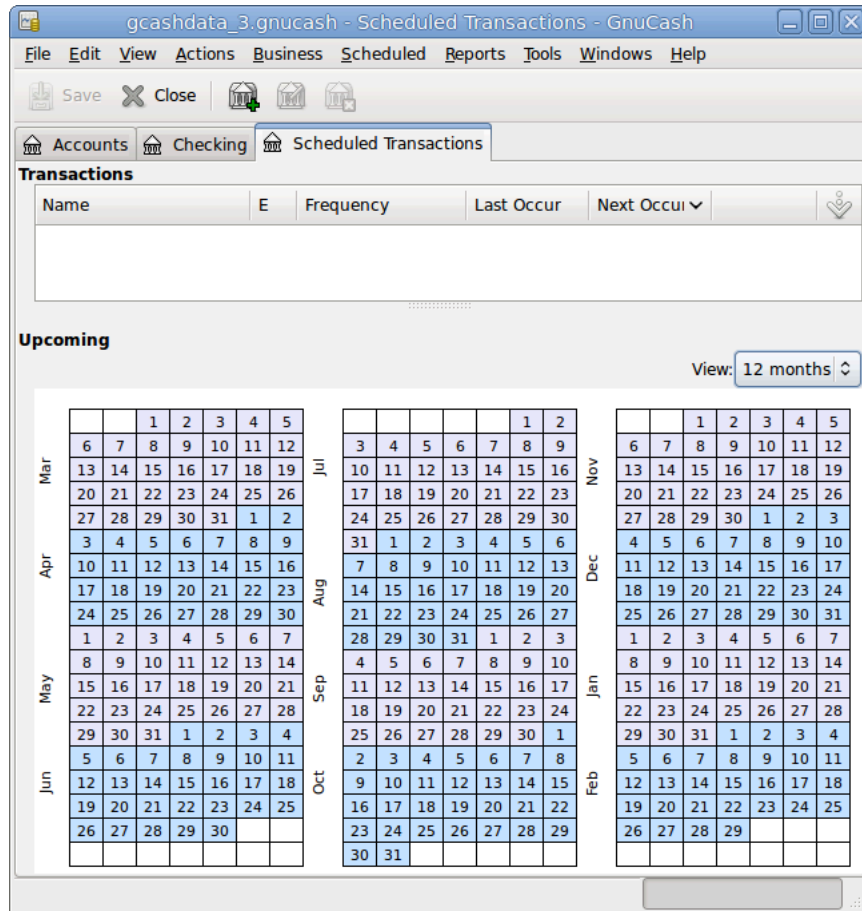 gcashdata_3.gnucash - Scheduled Transactions - GnuCash
File Edit View Actions Business Scheduled Reports Tools Windows Help
Save Close
Accounts Checking Scheduled Transactions
Transactions
Name E Frequency Last Occur Next Occur
Upcoming
View: 12 months
Mar
Apr
May
Jun
1 2 3 4 5
6 7 8 9 10 11 12
13 14 15 16 17 18 19
20 21 22 23 24 25 26
27 28 29 30 31 1 2
3 4 5 6 7 8 9
10 11 12 13 14 15 16
17 18 19 20 21 22 23
24 25 26 27 28 29 30
1 2 3 4 5 6 7
8 9 10 11 12 13 14
15 16 17 18 19 20 21
22 23 24 25 26 27 28
29 30 31 1 2 3 4
5 6 7 8 9 10 11
12 13 14 15 16 17 18
19 20 21 22 23 24 25
26 27 28 29 30
Jul
Aug
Sep
Oct
1 2
3 4 5 6 7 8 9
10 11 12 13 14 15 16
17 18 19 20 21 22 23
24 25 26 27 28 29 30
31 1 2 3 4 5 6
7 8 9 10 11 12 13
14 15 16 17 18 19 20
21 22 23 24 25 26 27
28 29 30 31 1 2 3
4 5 6 7 8 9 10
11 12 13 14 15 16 17
18 19 20 21 22 23 24
25 26 27 28 29 30 1
2 3 4 5 6 7 8
9 10 11 12 13 14 15
16 17 18 19 20 21 22
23 24 25 26 27 28 29
30 31
Nov
Dec
Jan
Feb
1 2 3 4 5
6 7 8 9 10 11 12
13 14 15 16 17 18 19
20 21 22 23 24 25 26
27 28 29 30 1 2 3
4 5 6 7 8 9 10
11 12 13 14 15 16 17
18 19 20 21 22 23 24
25 26 27 28 29 30 31
1 2 3 4 5 6 7
8 9 10 11 12 13 14
15 16 17 18 19 20 21
22 23 24 25 26 27 28
29 30 31 1 2 3 4
5 6 7 8 9 10 11
12 13 14 15 16 17 18
19 20 21 22 23 24 25
26 27 28 29